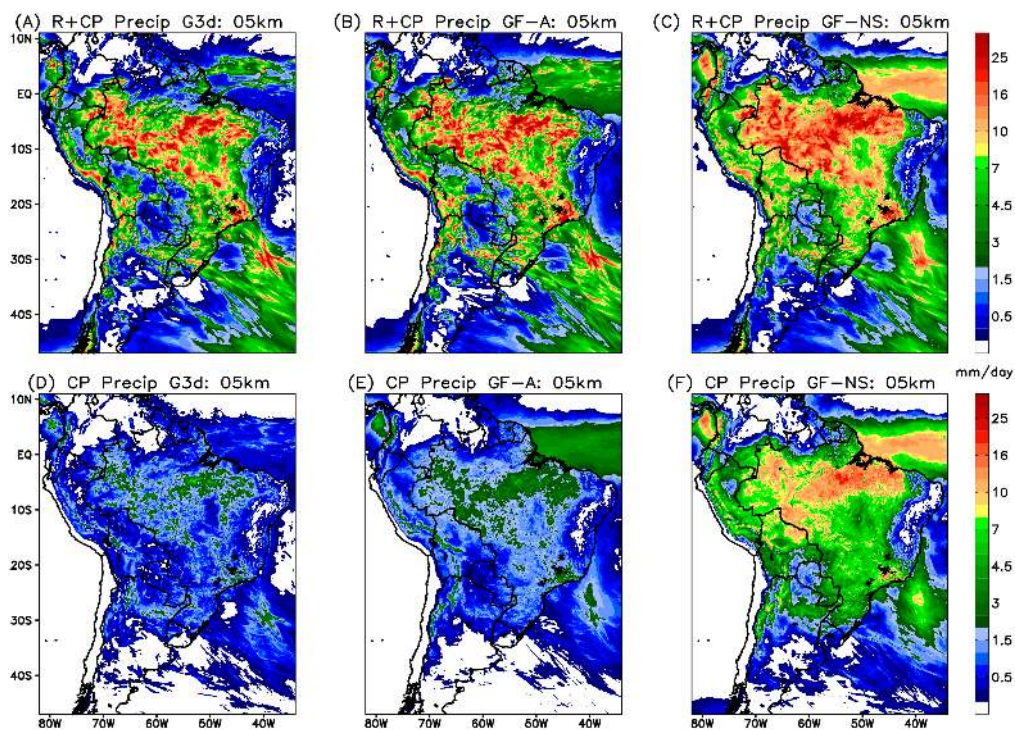 (A) R+CP Precip G3d: 05km
(B) R+CP Precip GF-A: 05km
(C) R+CP Precip GF-NS: 05km
EQ
10S
20S
30S
40S
25
16
10
7
4.5
3
1.5
0.5
mm/day
(D) CP Precip G3d: 05km
(E) CP Precip GF-A: 05km
(F) CP Precip GF-NS: 05km
EQ
10S
20S
30S
40S
25
16
10
7
4.5
3
1.5
0.5
80W 70W 60W 50W 40W
80W 70W 60W 50W 40W
80W 70W 60W 50W 40W